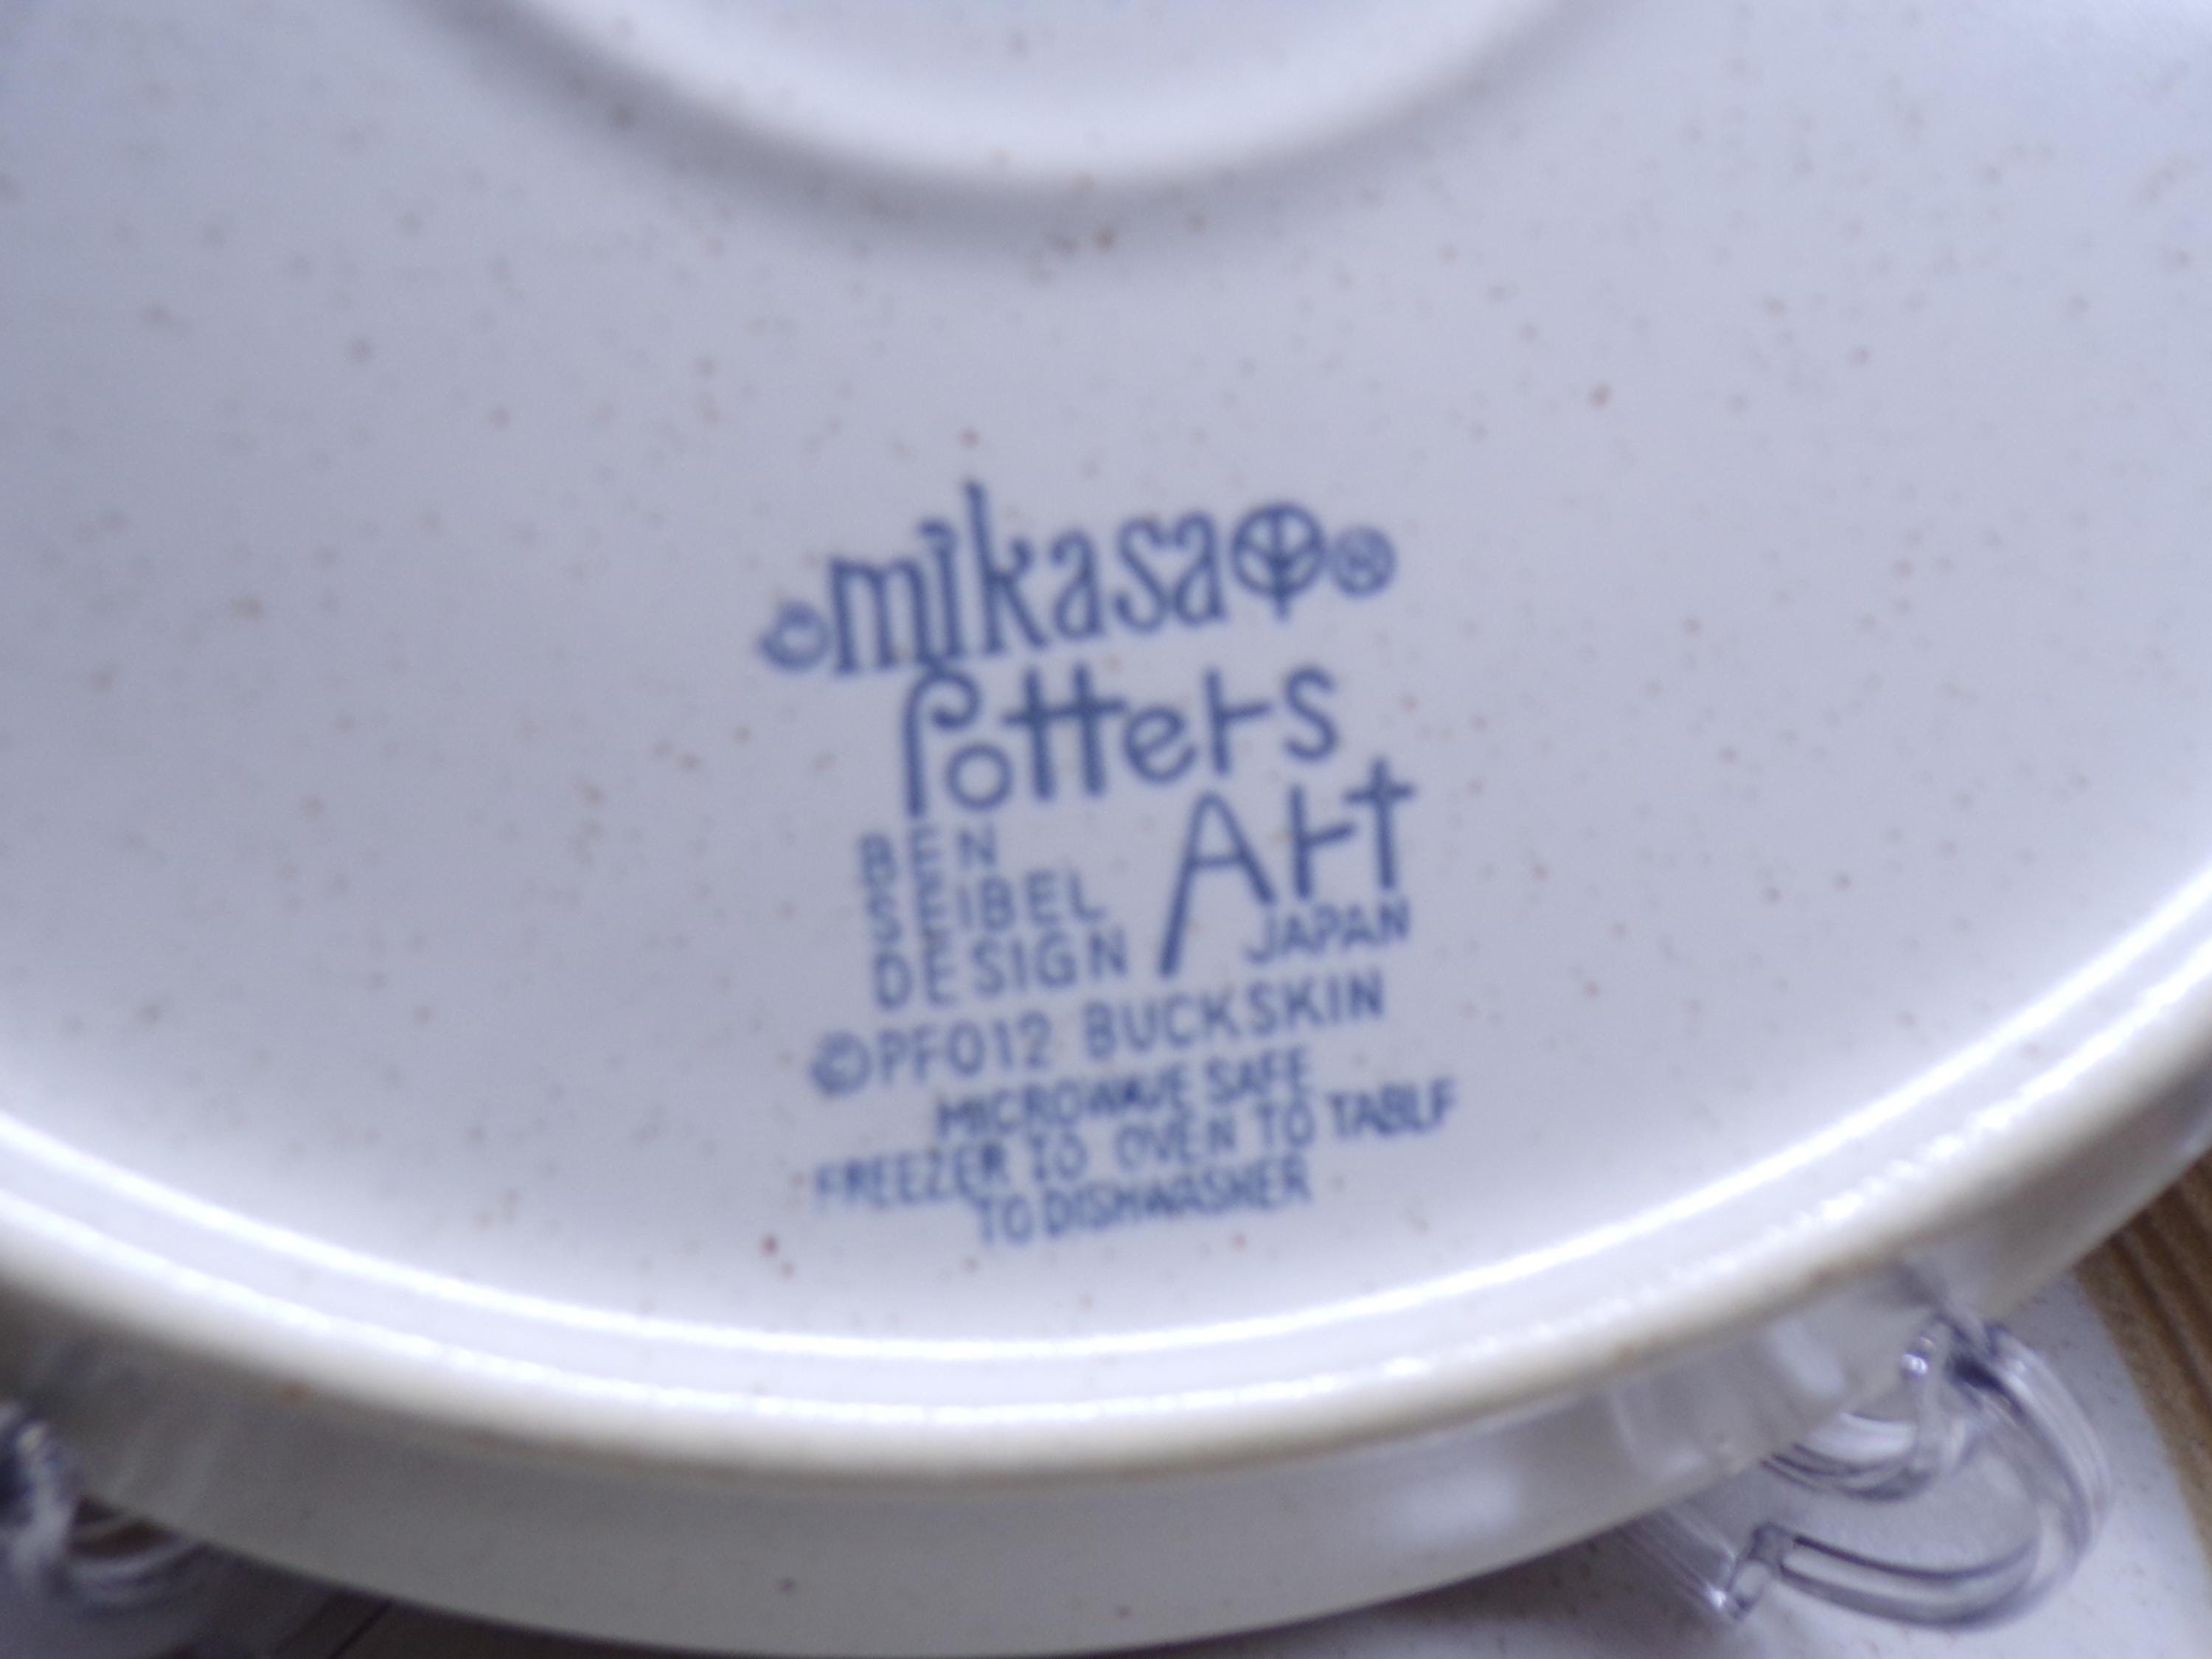 mikasa ®
Potters
Art
BEN
SEIBEL
DESIGN
JAPAN
©PF012 BUCKSKIN
MICROWAVE SAFE
FREEZER TO OVEN TO TABLE
TO DISHWASHER